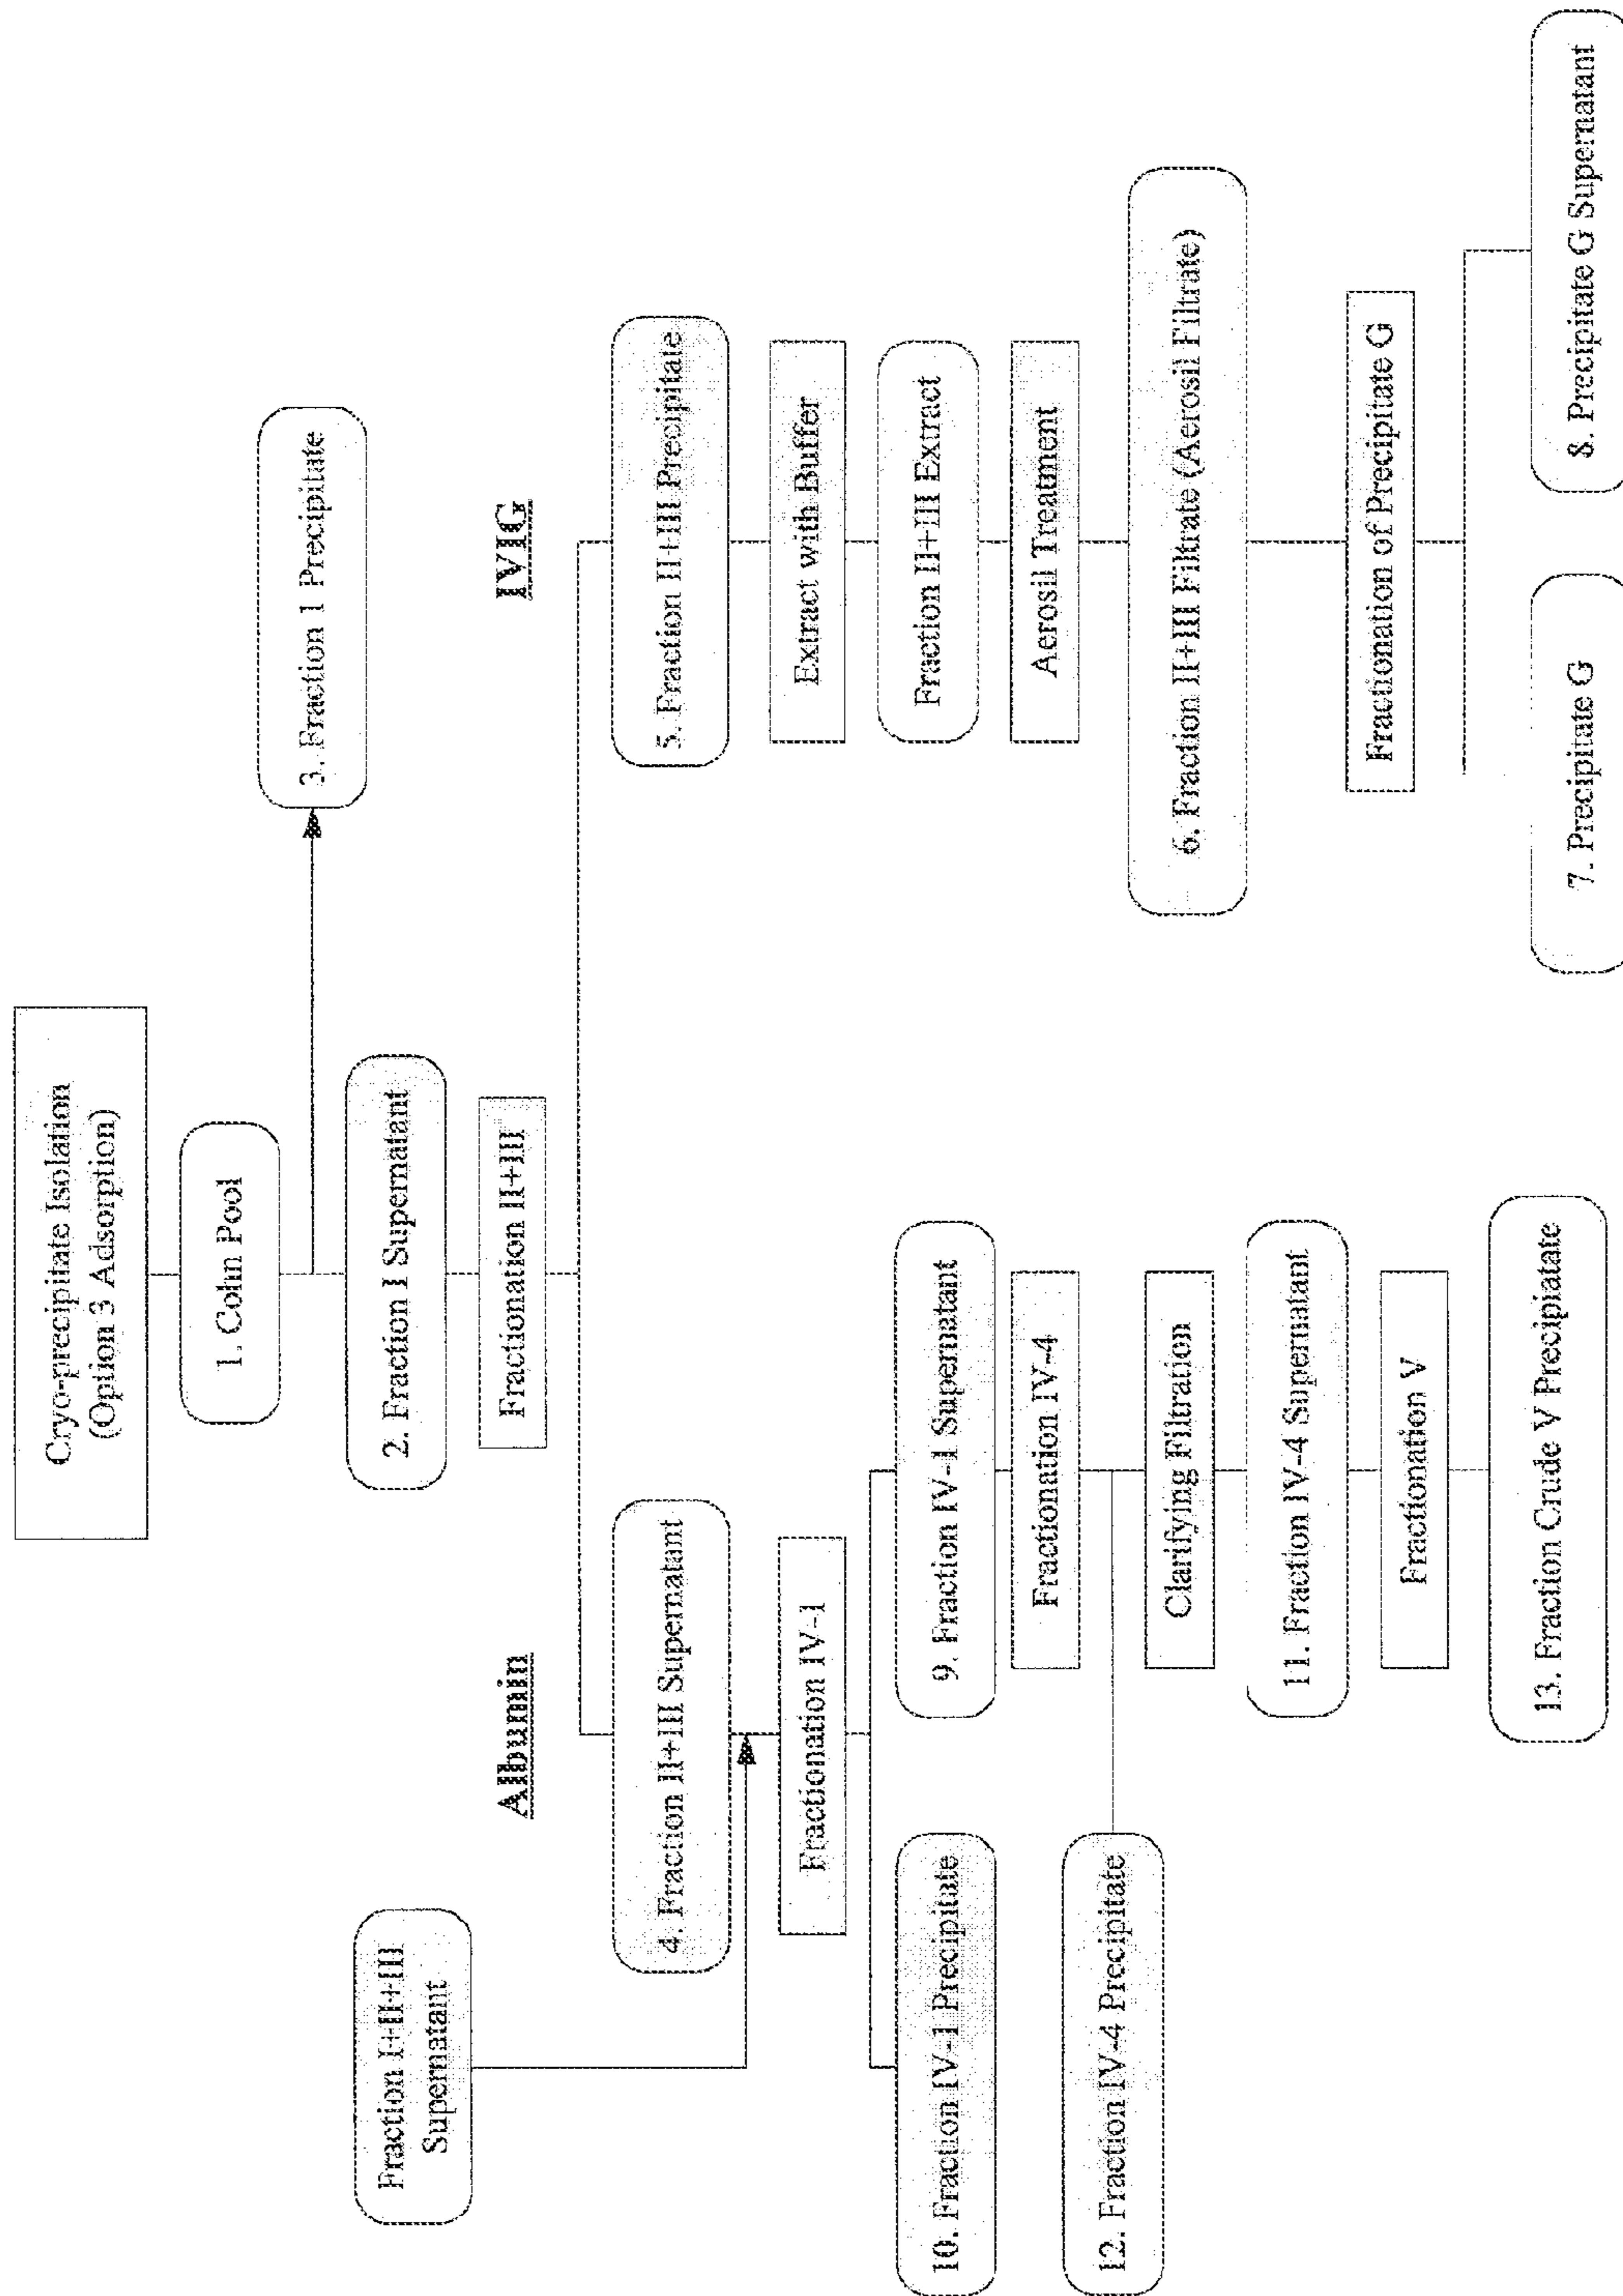 Cryo-precipitate Isolation
(Option 3 Adsorption)
1. Cohn Pool
3. Fraction 1 Precipitate
2. Fraction I Supernatant
Fraction I+II+III
Supernatant
Fractionation II+III
Albumin
IVIG
4. Fraction II+III Supernatant
5. Fraction II+III Precipitate
Fractionation IV-1
Extract with Buffer
10. Fraction IV-1 Precipitate
9. Fraction IV-1 Supernatant
Fraction II+III Extract
Fractionation IV-4
Aerosil Treatment
12. Fraction IV-4 Precipitate
Clarifying Filtration
6. Fraction II+III Filtrate (Aerosil Filtrate)
11. Fraction IV-4 Supernatant
Fractionation of Precipitate G
Fractionation V
13. Fraction Crude V Precipiatate
7. Precipitate G
8. Precipitate G Supernatant